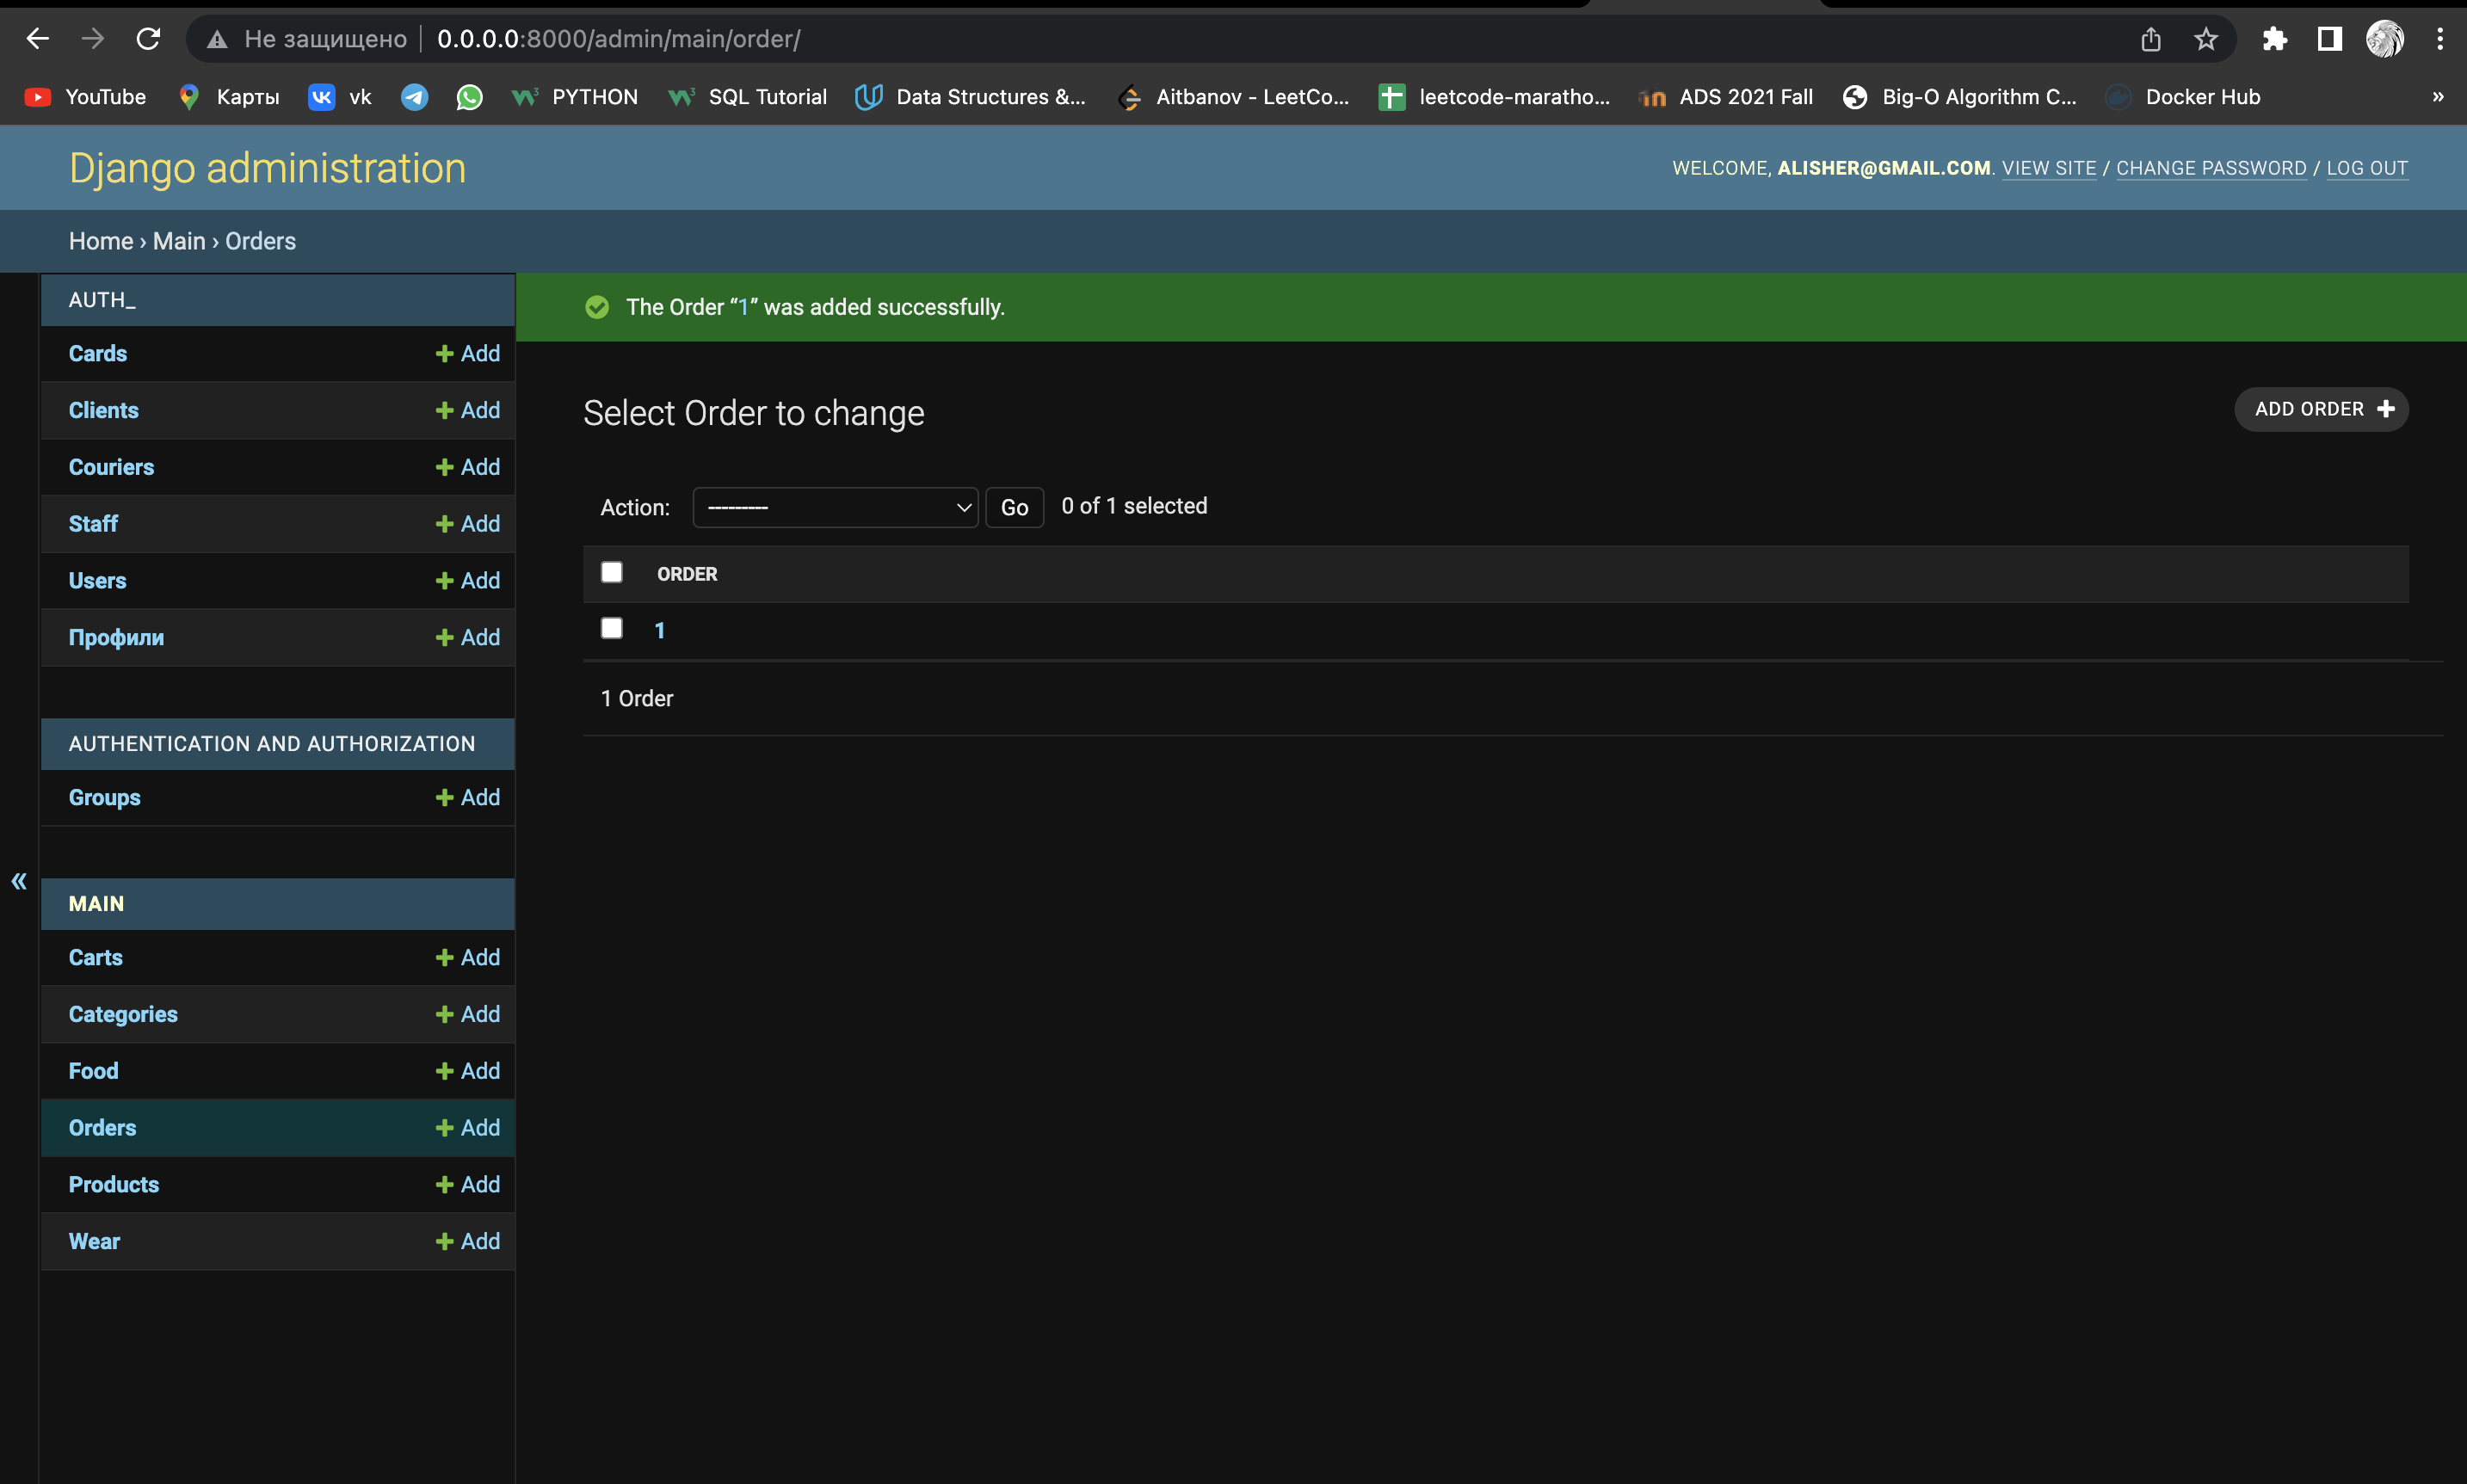 Не защищено 0.0.0.0:8000/admin/main/order/
YouTube Карты vk PYTHON SQL Tutorial Data Structures &... Aitbanov - LeetCo... leetcode-maratho... ADS 2021 Fall Big-O Algorithm C... Docker Hub »
Django administration
WELCOME, ALISHER@GMAIL.COM. VIEW SITE / CHANGE PASSWORD / LOG OUT
Home › Main › Orders
AUTH_
Cards + Add
Clients + Add
Couriers + Add
Staff + Add
Users + Add
Профили + Add
AUTHENTICATION AND AUTHORIZATION
Groups + Add
«
MAIN
Carts + Add
Categories + Add
Food + Add
Orders + Add
Products + Add
Wear + Add
The Order “1” was added successfully.
Select Order to change
ADD ORDER +
Action: --------- Go 0 of 1 selected
ORDER
1
1 Order